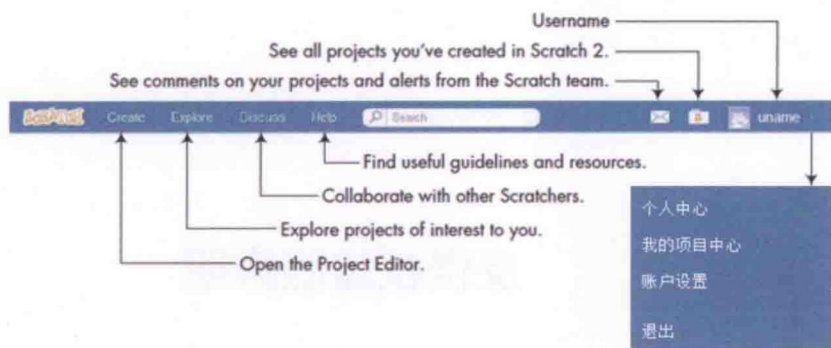 Username
See all projects you've created in Scratch 2.
See comments on your projects and alerts from the Scratch team.
SCRATCH Create Explore Discuss Help Search uname
Find useful guidelines and resources.
Collaborate with other Scratchers.
Explore projects of interest to you.
Open the Project Editor.
个人中心
我的项目中心
账户设置
退出